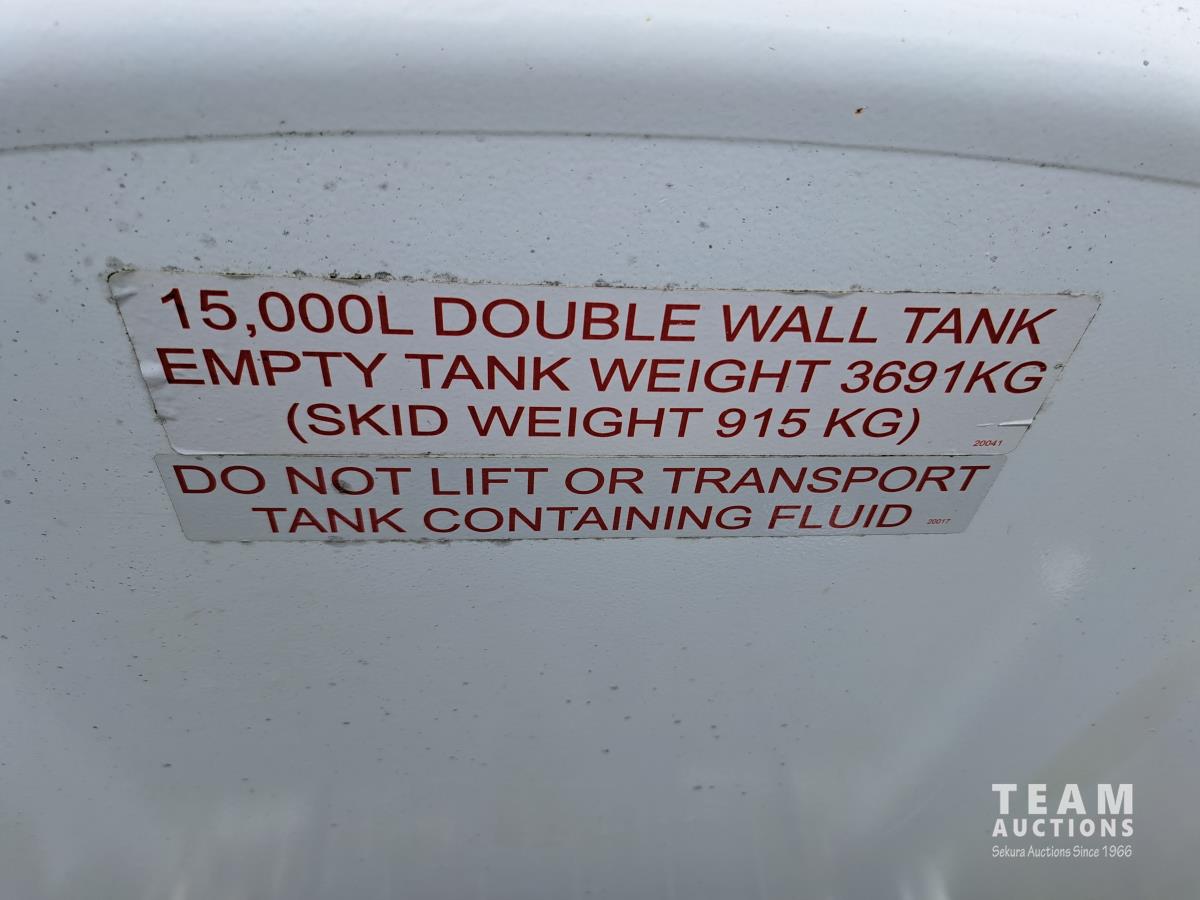 15,000L DOUBLE WALL TANK
EMPTY TANK WEIGHT 3691KG
(SKID WEIGHT 915 KG)
20041
DO NOT LIFT OR TRANSPORT
TANK CONTAINING FLUID
20017
TEAM
AUCTIONS
Sekura Auctions Since 1966